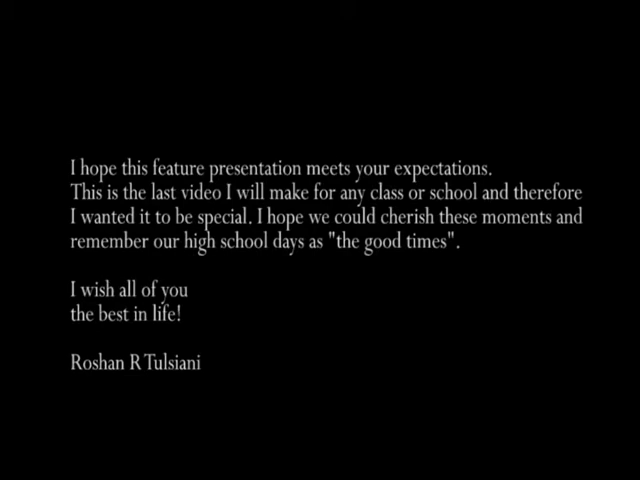 I hope this feature presentation meets your expectations.
This is the last video I will make for any class or school and therefore
I wanted it to be special. I hope we could cherish these moments and
remember our high school days as "the good times".
I wish all of you
the best in life!
Roshan R Tulsiani